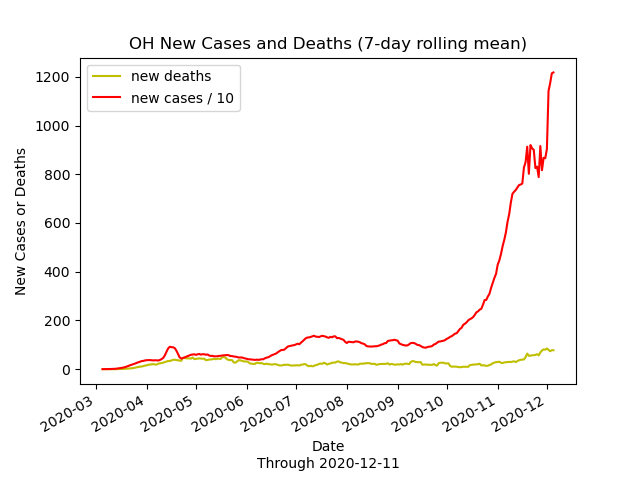 OH New Cases and Deaths (7-day rolling mean)
new deaths
new cases / 10
New Cases or Deaths
1200
1000
800
600
400
200
0
2020-03
2020-04
2020-05
2020-06
2020-07
2020-08
2020-09
2020-10
2020-11
2020-12
Date
Through 2020-12-11